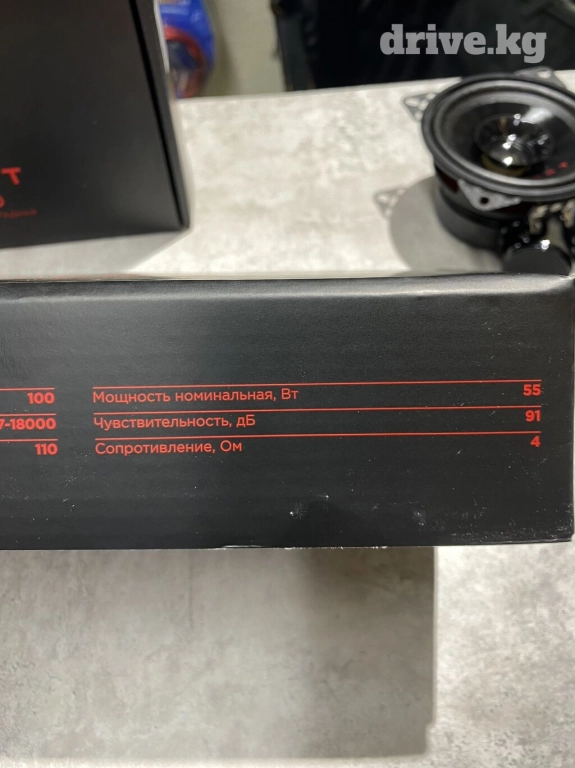 drive.kg
Т
100 Мощность номинальная, Вт 55
7-18000 Чувствительность, дБ 91
110 Сопротивление, Ом 4